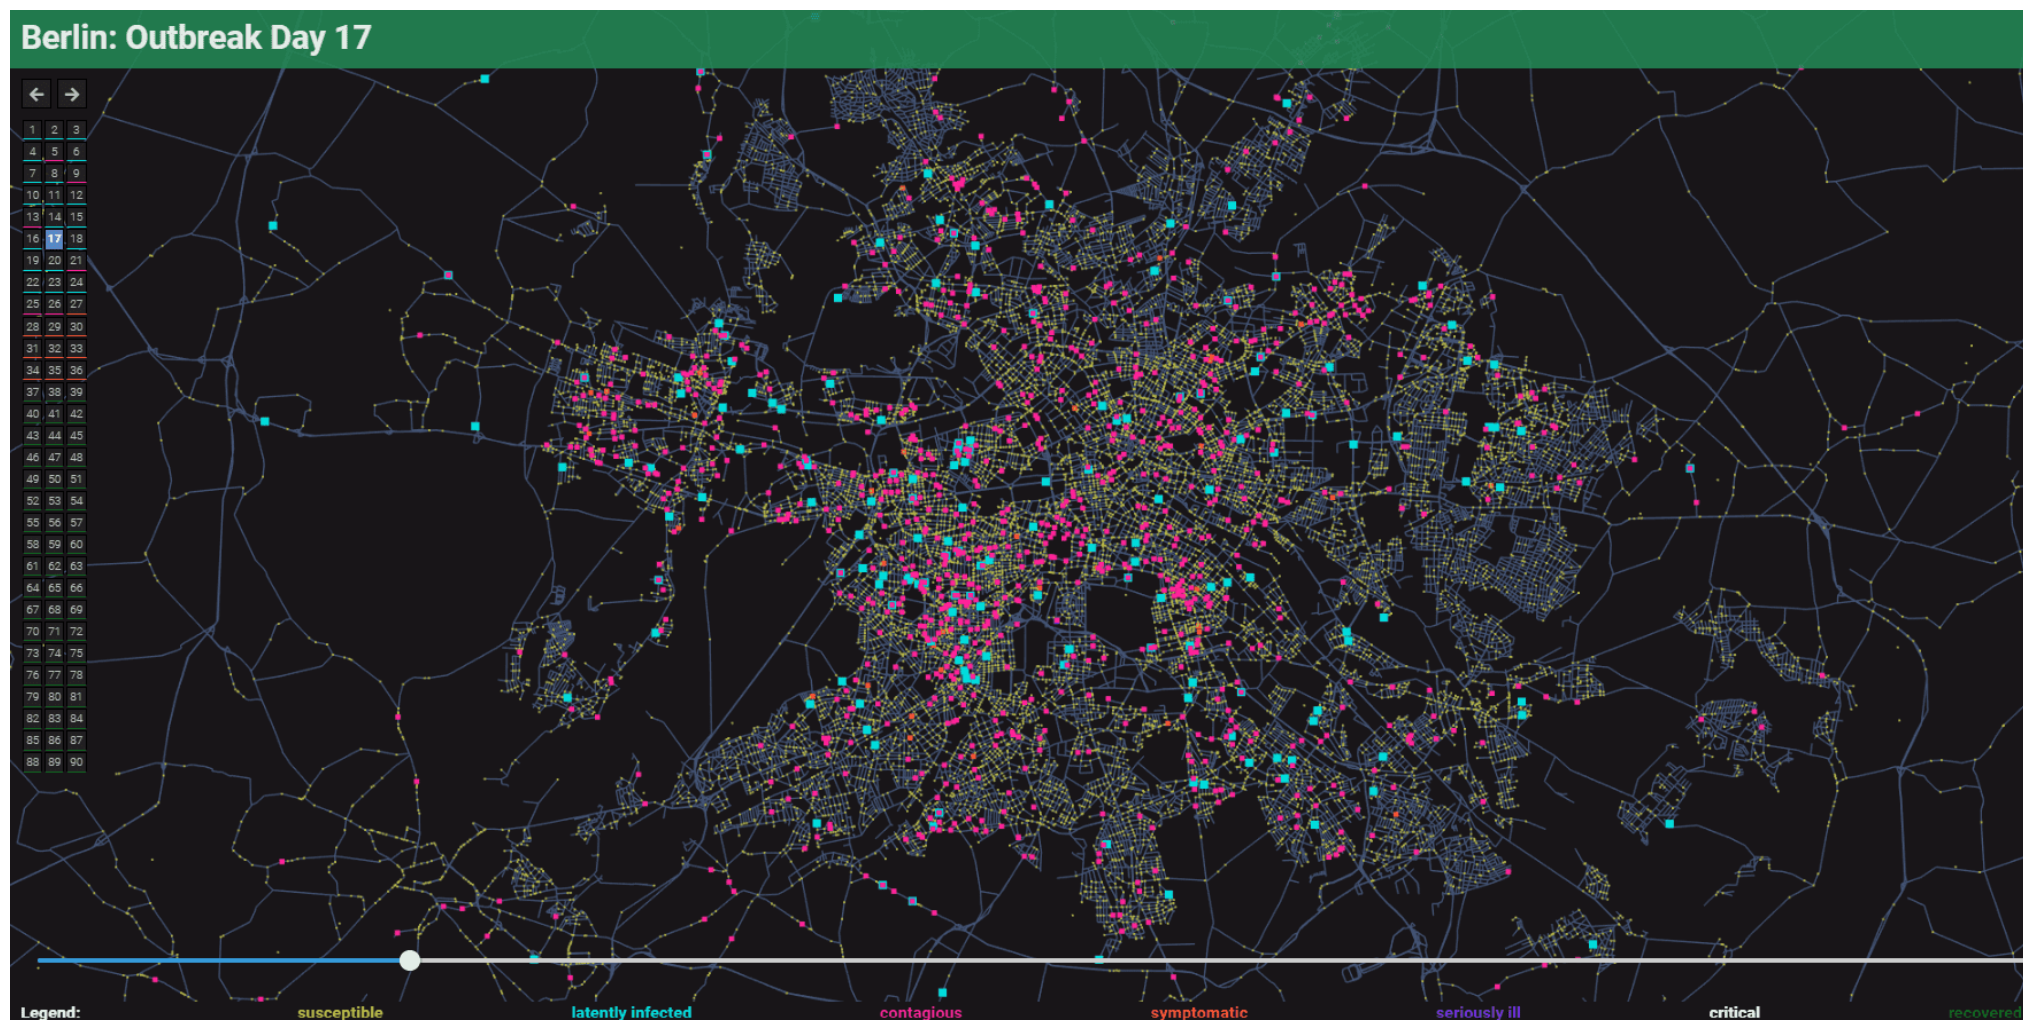 Berlin: Outbreak Day 17
← →
1 2 3
4 5 6
7 8 9
10 11 12
13 14 15
16 17 18
19 20 21
22 23 24
25 26 27
28 29 30
31 32 33
34 35 36
37 38 39
40 41 42
43 44 45
46 47 48
49 50 51
52 53 54
55 56 57
58 59 60
61 62 63
64 65 66
67 68 69
70 71 72
73 74 75
76 77 78
79 80 81
82 83 84
85 86 87
88 89 90
Legend: susceptible latently infected contagious symptomatic seriously ill critical recovered